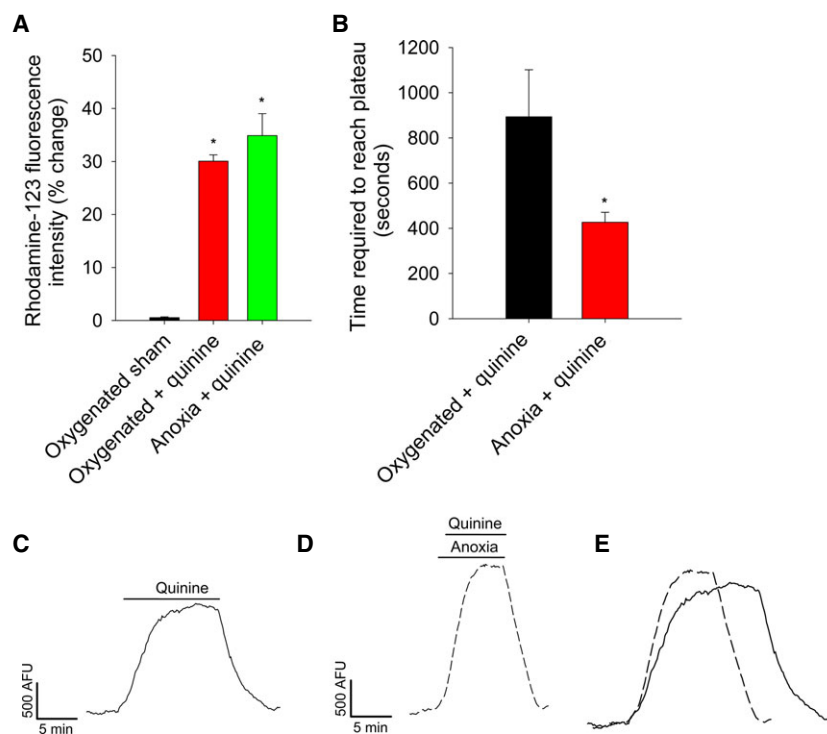 A
Rhodamine-123 fluorescence
intensity (% change)
50
40
30
20
10
0
*
*
Oxygenated sham
Oxygenated + quinine
Anoxia + quinine
B
Time required to reach plateau
(seconds)
1200
1000
800
600
400
200
0
*
Oxygenated + quinine
Anoxia + quinine
C
Quinine
500 AFU
5 min
D
Quinine
Anoxia
500 AFU
5 min
E